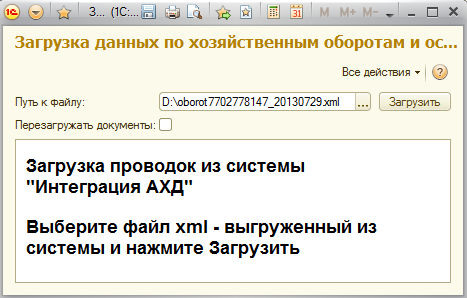 З... (1С:
M M+ M-
Загрузка данных по хозяйственным оборотам и ос...
Все действия
Путь к файлу: D:\oborot7702778147_20130729.xml ... Загрузить
Перезагружать документы:
Загрузка проводок из системы
"Интеграция АХД"
Выберите файл xml - выгруженный из
системы и нажмите Загрузить